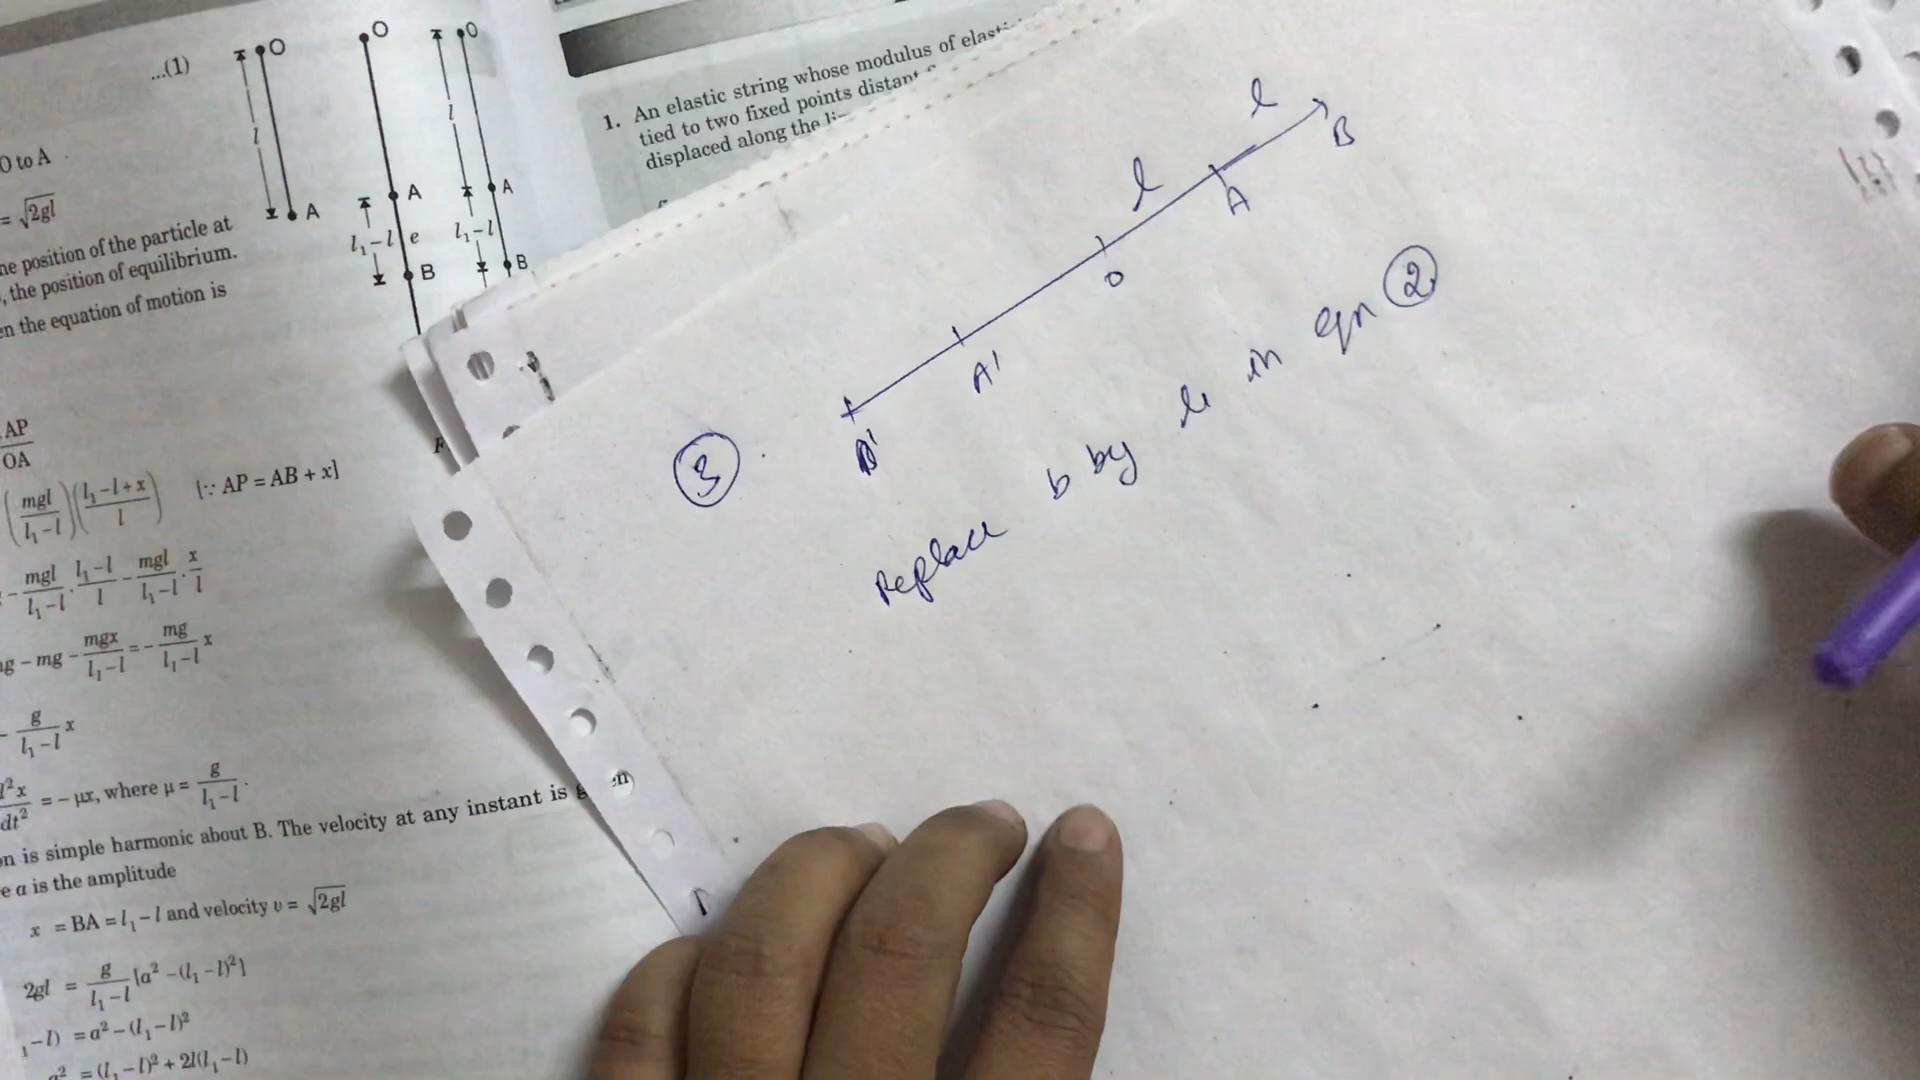 ...(1)
O
l
A
O
A
l₁ – l
e
B
O
l
A
l₁ – l
B
O to A
= √2gl
position of the particle at
the position of equilibrium.
the equation of motion is
AP
OA
(mgl / l₁ – l)(l₁ – l + x / l) [∵ AP = AB + x]
– mgl / l₁ – l · l₁ – l / l – mgl / l₁ – l · x / l
– mg – mgx / l₁ – l = – mg / l₁ – l x
– g / l₁ – l x
d²x / dt² = – μx, where μ = g / l₁ – l .
is simple harmonic about B. The velocity at any instant is
a is the amplitude
x = BA = l₁ – l and velocity v = √2gl
2gl = g / l₁ – l [a² – (l₁ – l)²]
– l) = a² – (l₁ – l)²
a² = (l₁ – l)² + 2l(l₁ – l)
1. An elastic string whose modulus of
tied to two fixed points distant
displaced along the
l
B
l
A
O
A'
B'
③
Replace b by l in eqn ②